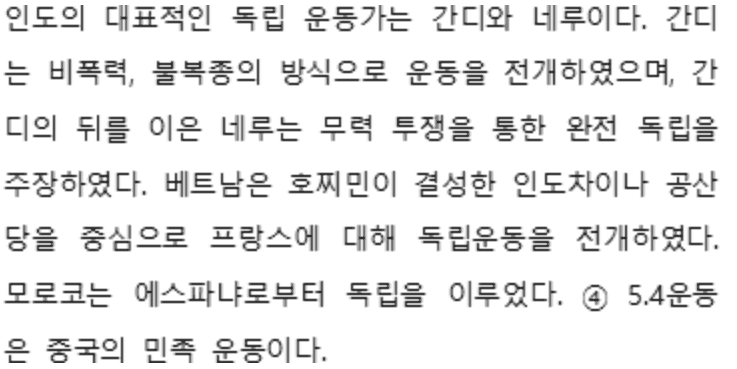 인도의 대표적인 독립 운동가는 간디와 네루이다. 간디
는 비폭력, 불복종의 방식으로 운동을 전개하였으며, 간
디의 뒤를 이은 네루는 무력 투쟁을 통한 완전 독립을
주장하였다. 베트남은 호찌민이 결성한 인도차이나 공산
당을 중심으로 프랑스에 대해 독립운동을 전개하였다.
모로코는 에스파냐로부터 독립을 이루었다. ④ 5.4운동
은 중국의 민족 운동이다.